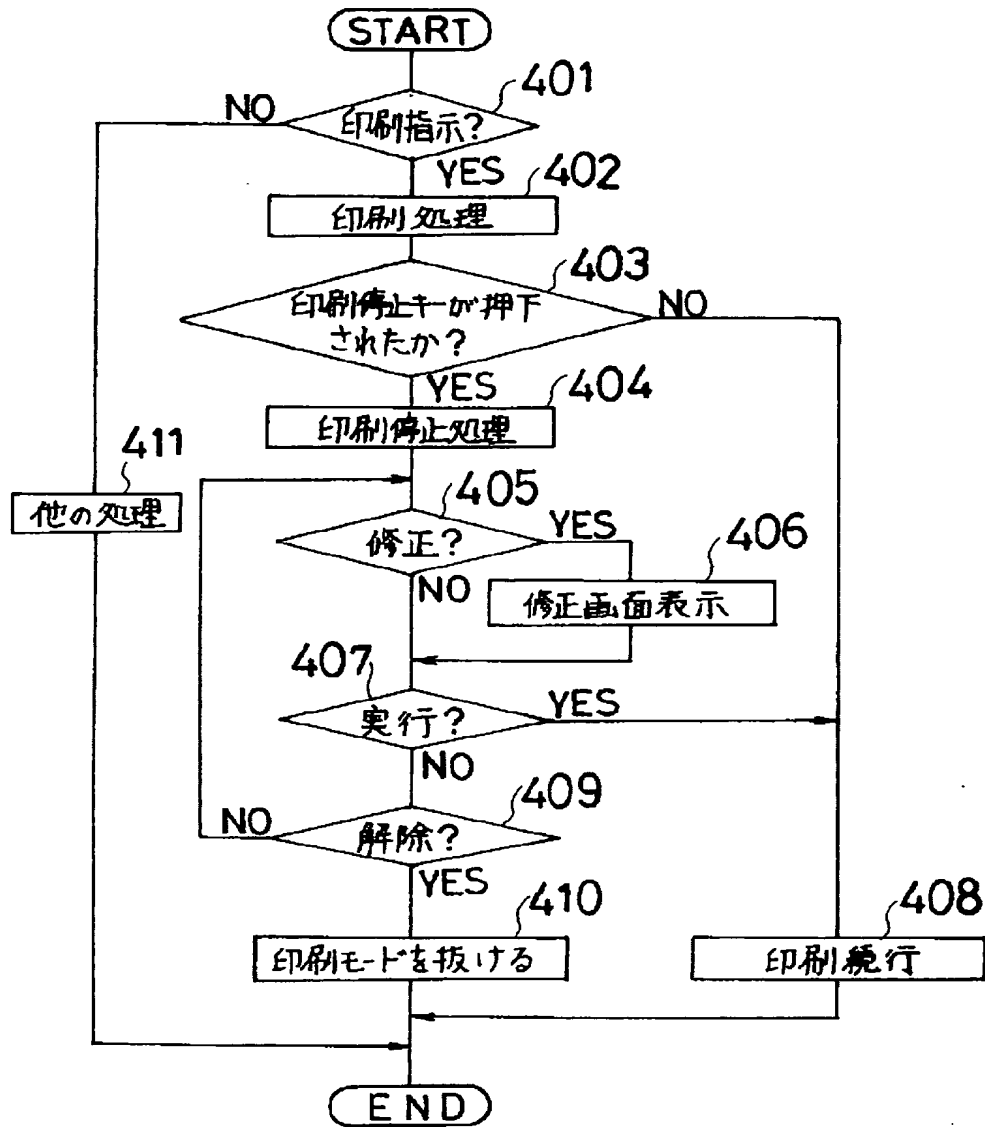 START
401
NO
印刷指示?
YES
402
印刷処理
403
印刷停止キーが押下
されたか?
NO
YES
404
印刷停止処理
411
他の処理
405
修正?
YES
NO
406
修正画面表示
407
実行?
YES
NO
409
解除?
NO
YES
410
印刷モードを抜ける
408
印刷続行
END